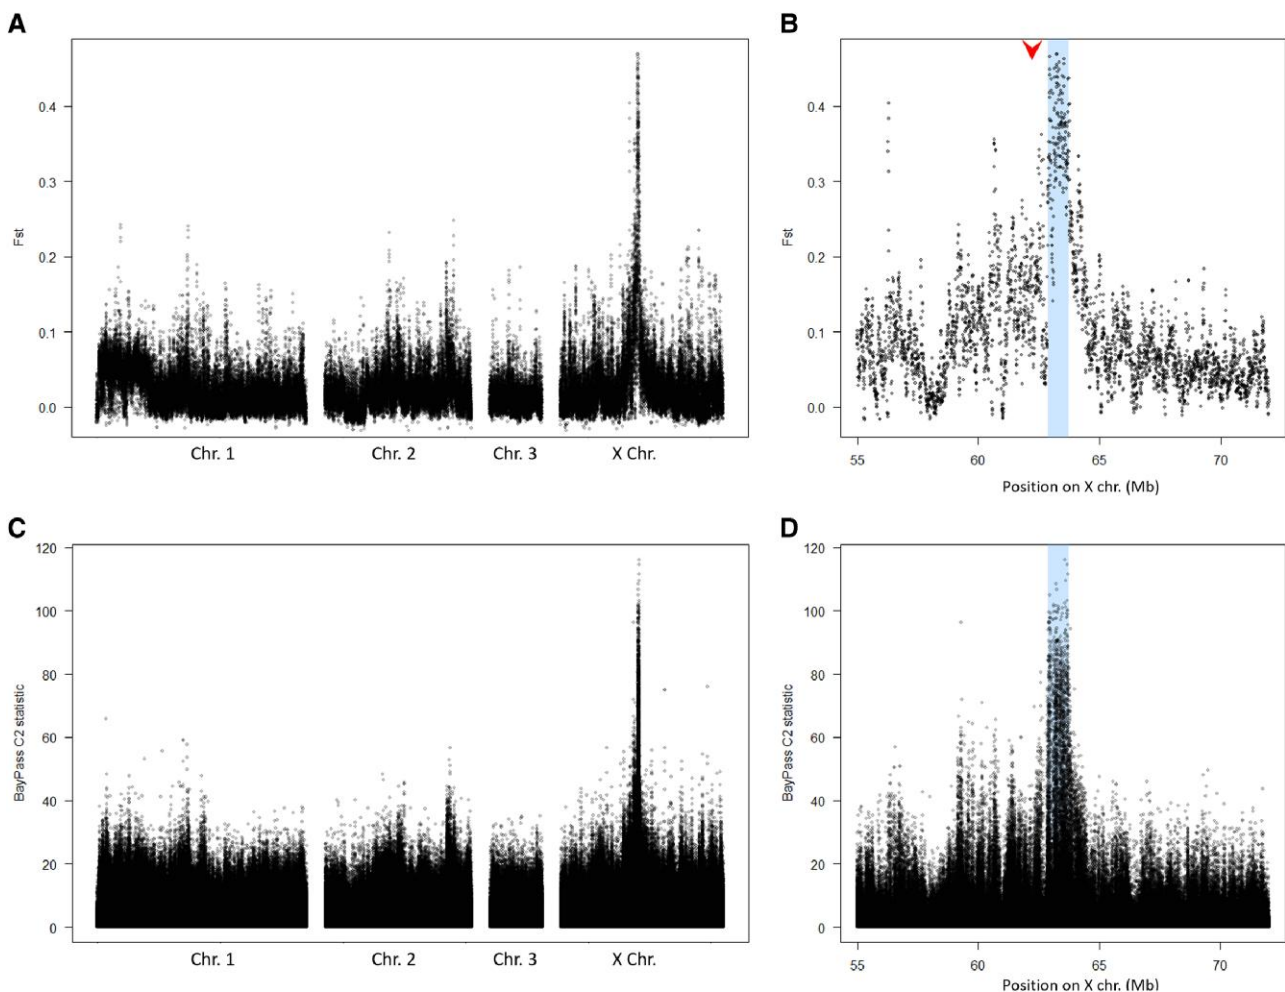 A
B
Fst
0.4
0.3
0.2
0.1
0.0
Chr. 1
Chr. 2
Chr. 3
X Chr.
Fst
0.4
0.3
0.2
0.1
0.0
55
60
65
70
Position on X chr. (Mb)
C
D
BayPass C2 statistic
120
100
80
60
40
20
0
Chr. 1
Chr. 2
Chr. 3
X Chr.
BayPass C2 statistic
120
100
80
60
40
20
0
55
60
65
70
Position on X chr. (Mb)